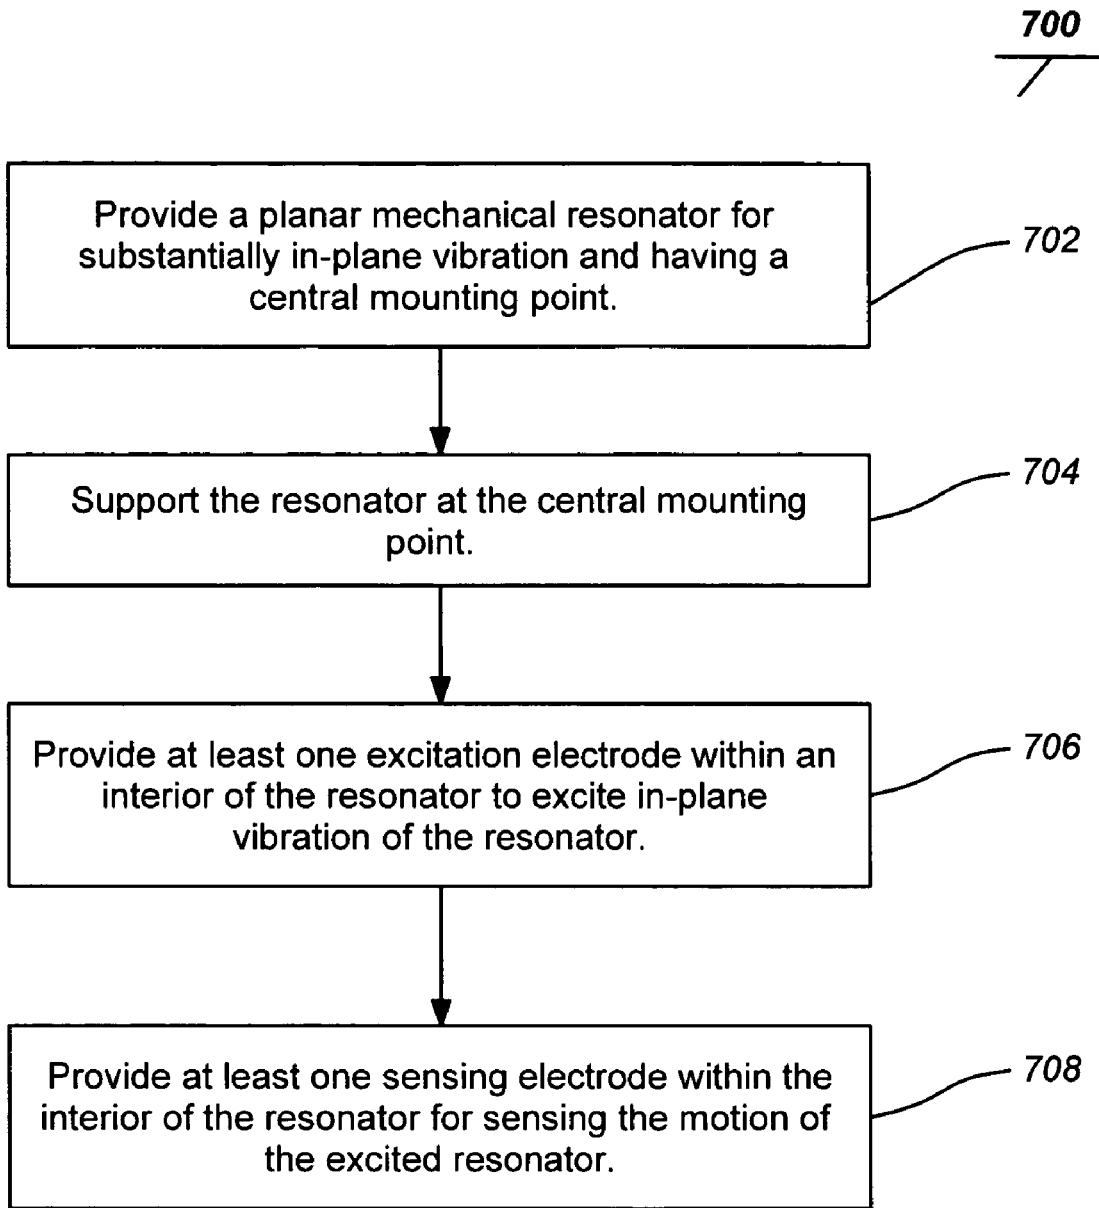 700
Provide a planar mechanical resonator for
substantially in-plane vibration and having a
central mounting point.
702
Support the resonator at the central mounting
point.
704
Provide at least one excitation electrode within an
interior of the resonator to excite in-plane
vibration of the resonator.
706
Provide at least one sensing electrode within the
interior of the resonator for sensing the motion of
the excited resonator.
708